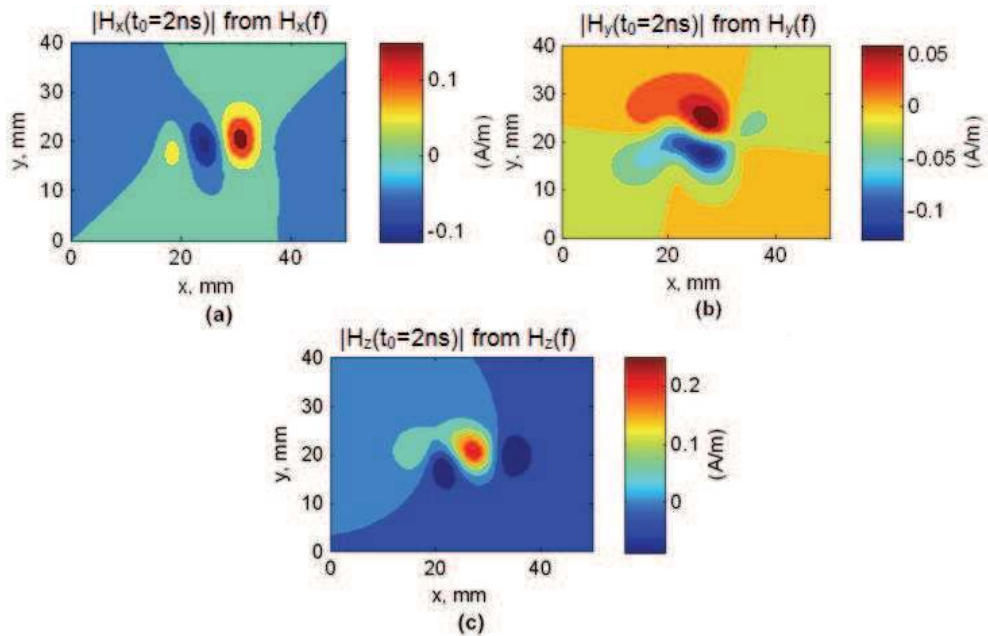 |Hx(t0=2ns)| from Hx(f)
|Hy(t0=2ns)| from Hy(f)
40
30
20
10
0
0
20
40
y, mm
x, mm
0.1
0
-0.1
(A/m)
(a)
40
30
20
10
0
0
20
40
y, mm
x, mm
0.05
0
-0.05
-0.1
(A/m)
(b)
|Hz(t0=2ns)| from Hz(f)
40
30
20
10
0
0
20
40
y, mm
x, mm
0.2
0.1
0
(A/m)
(c)